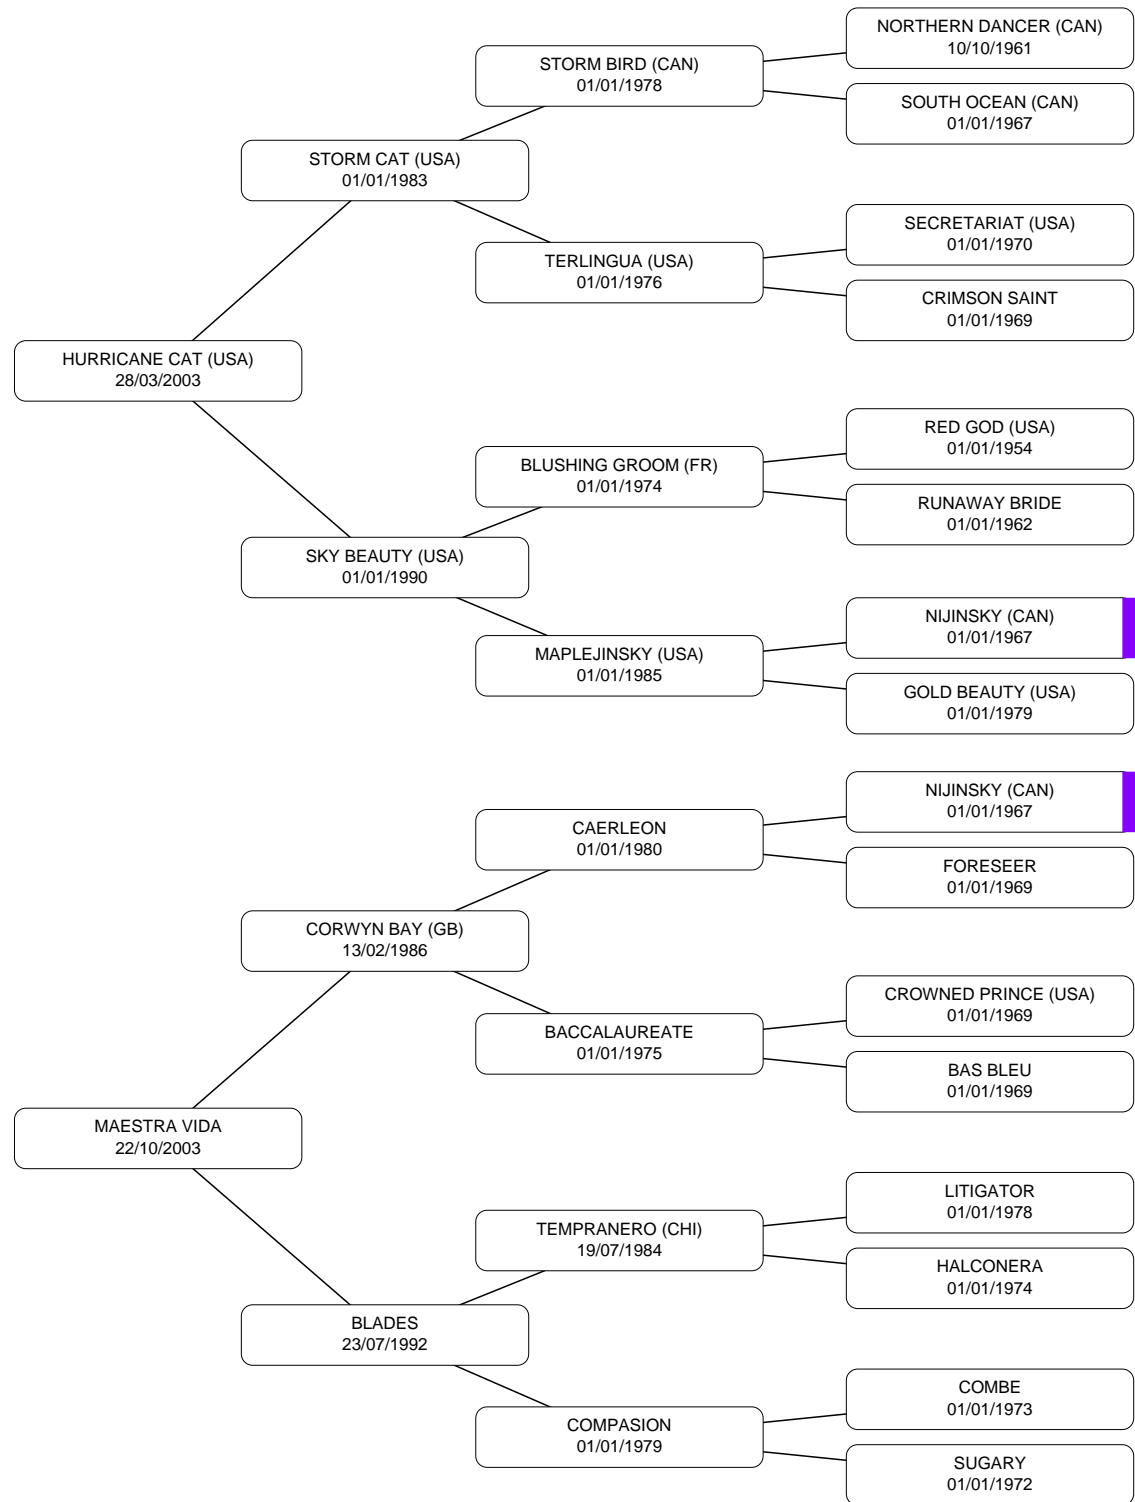 NORTHERN DANCER (CAN)
10/10/1961
STORM BIRD (CAN)
01/01/1978
SOUTH OCEAN (CAN)
01/01/1967
STORM CAT (USA)
01/01/1983
SECRETARIAT (USA)
01/01/1970
TERLINGUA (USA)
01/01/1976
CRIMSON SAINT
01/01/1969
HURRICANE CAT (USA)
28/03/2003
RED GOD (USA)
01/01/1954
BLUSHING GROOM (FR)
01/01/1974
RUNAWAY BRIDE
01/01/1962
SKY BEAUTY (USA)
01/01/1990
NIJINSKY (CAN)
01/01/1967
MAPLEJINSKY (USA)
01/01/1985
GOLD BEAUTY (USA)
01/01/1979
NIJINSKY (CAN)
01/01/1967
CAERLEON
01/01/1980
FORESEER
01/01/1969
CORWYN BAY (GB)
13/02/1986
CROWNED PRINCE (USA)
01/01/1969
BACCALAUREATE
01/01/1975
BAS BLEU
01/01/1969
MAESTRA VIDA
22/10/2003
LITIGATOR
01/01/1978
TEMPRANERO (CHI)
19/07/1984
HALCONERA
01/01/1974
BLADES
23/07/1992
COMBE
01/01/1973
COMPASION
01/01/1979
SUGARY
01/01/1972